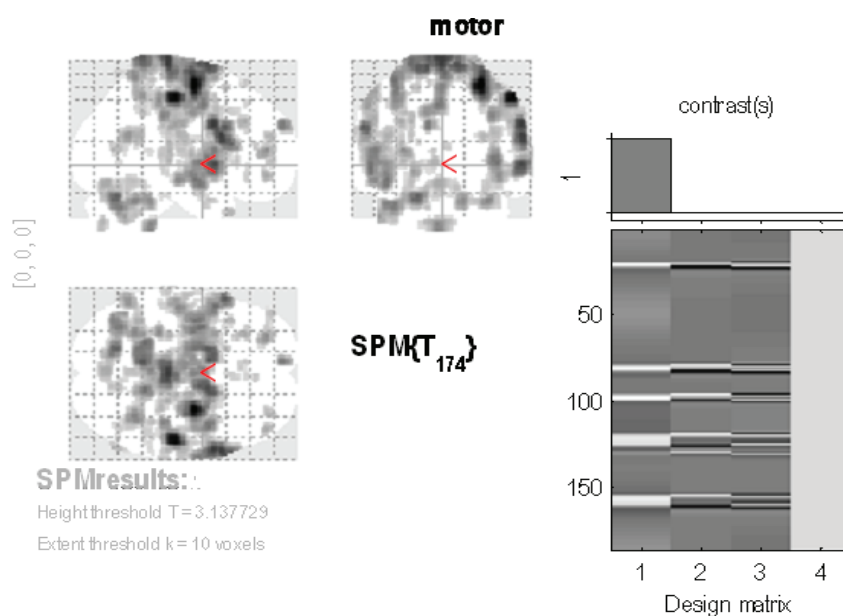 motor
[0, 0, 0]
SPM{T174}
SPMresults:
Height threshold T = 3.137729
Extent threshold k = 10 voxels
contrast(s)
1
50
100
150
1 2 3 4
Design matrix